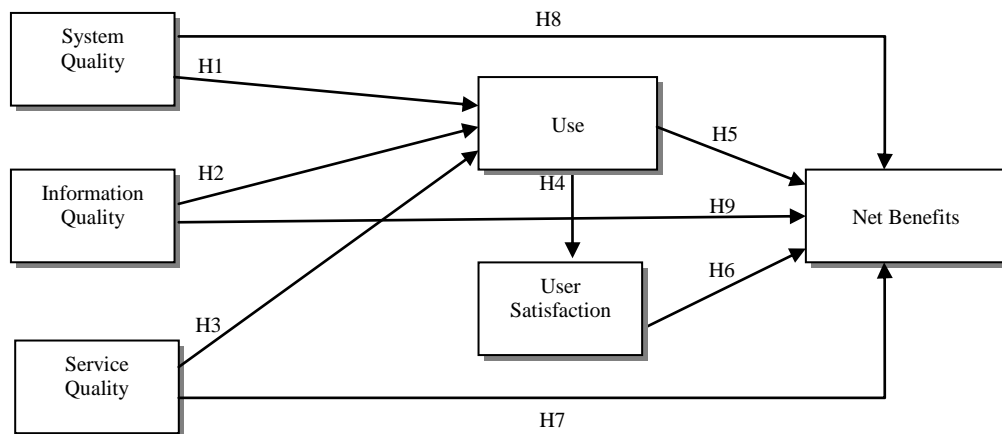 H8
System
Quality
H1
Use
H5
Information
Quality
H2
H4
H9
Net Benefits
User
Satisfaction
H6
H3
Service
Quality
H7